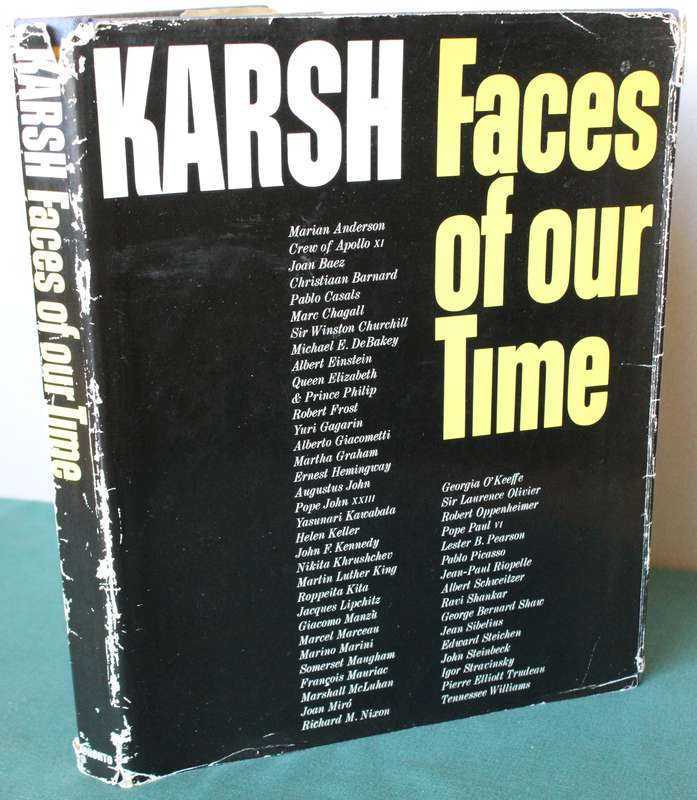 KARSH Faces of our Time
KARSH
Faces
of our
Time
Marian Anderson
Crew of Apollo XI
Joan Baez
Christiaan Barnard
Pablo Casals
Marc Chagall
Sir Winston Churchill
Michael E. DeBakey
Albert Einstein
Queen Elizabeth
& Prince Philip
Robert Frost
Yuri Gagarin
Alberto Giacometti
Martha Graham
Ernest Hemingway
Augustus John
Pope John XXIII
Yasunari Kawabata
Helen Keller
John F. Kennedy
Nikita Khrushchev
Martin Luther King
Roppeita Kita
Jacques Lipchitz
Giacomo Manzù
Marcel Marceau
Marino Marini
Somerset Maugham
François Mauriac
Marshall McLuhan
Joan Miró
Richard M. Nixon
Georgia O'Keeffe
Sir Laurence Olivier
Robert Oppenheimer
Pope Paul VI
Lester B. Pearson
Pablo Picasso
Jean-Paul Riopelle
Albert Schweitzer
Ravi Shankar
George Bernard Shaw
Jean Sibelius
Edward Steichen
John Steinbeck
Igor Stravinsky
Pierre Elliott Trudeau
Tennessee Williams